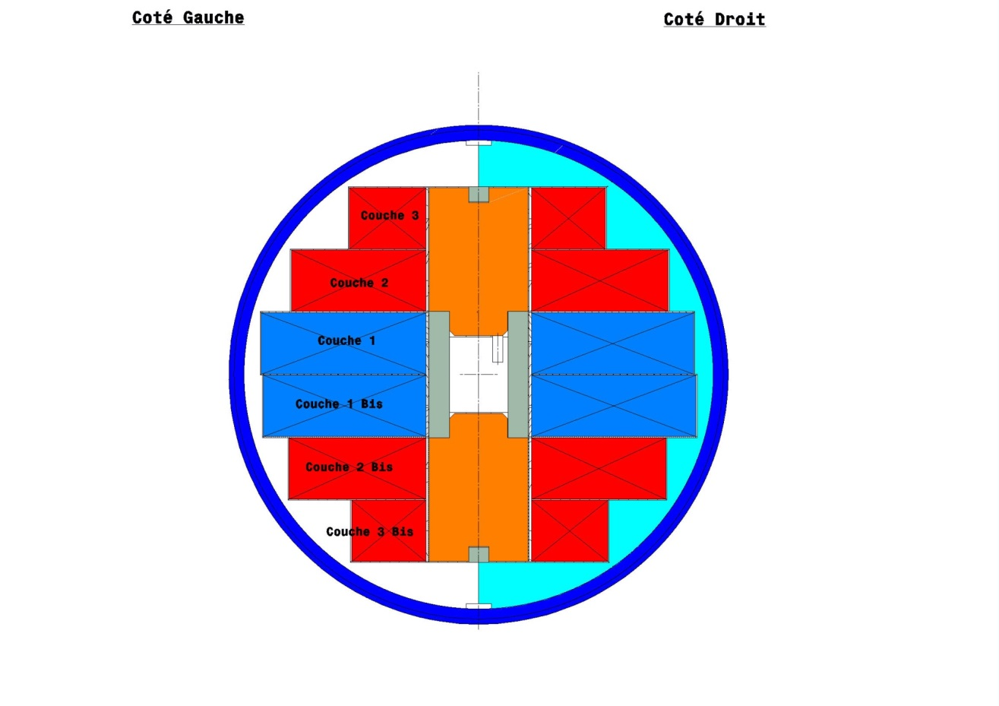 Coté Gauche
Coté Droit
Couche 3
Couche 2
Couche 1
Couche 1 Bis
Couche 2 Bis
Couche 3 Bis